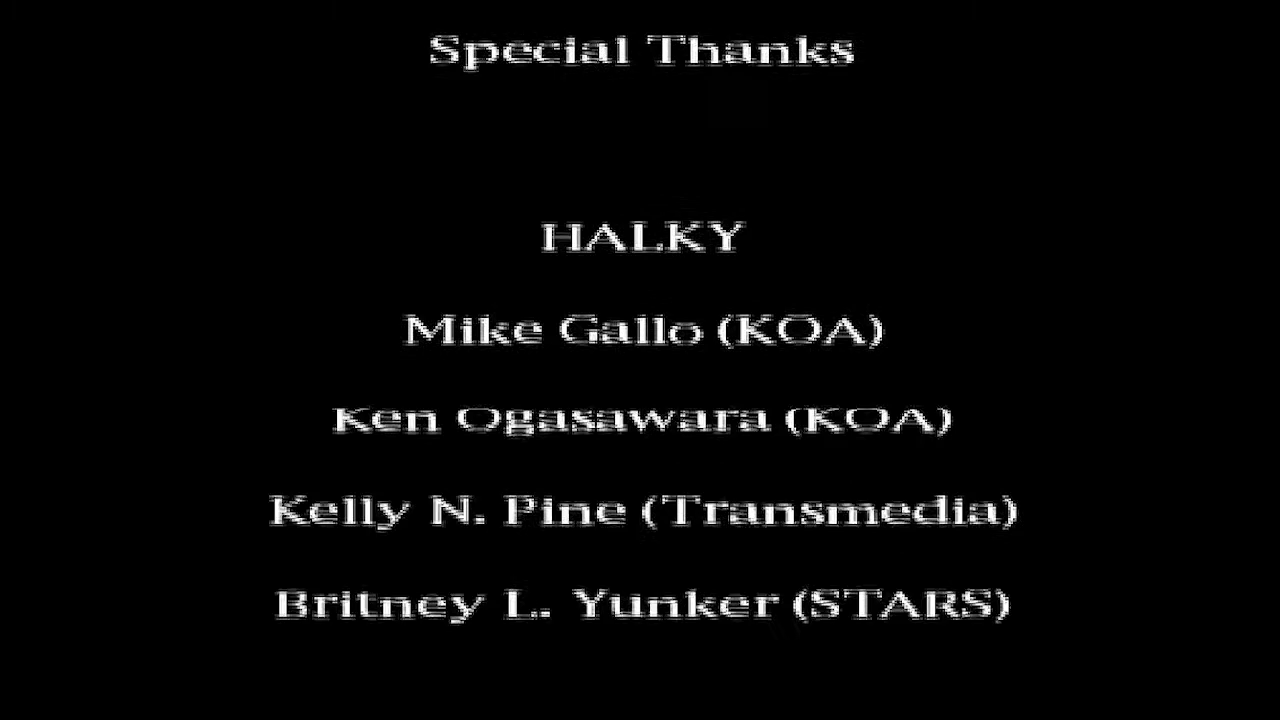 Special Thanks
HALKY
Mike Gallo (KOA)
Ken Ogasawara (KOA)
Kelly N. Pine (Transmedia)
Britney L. Yunker (STARS)